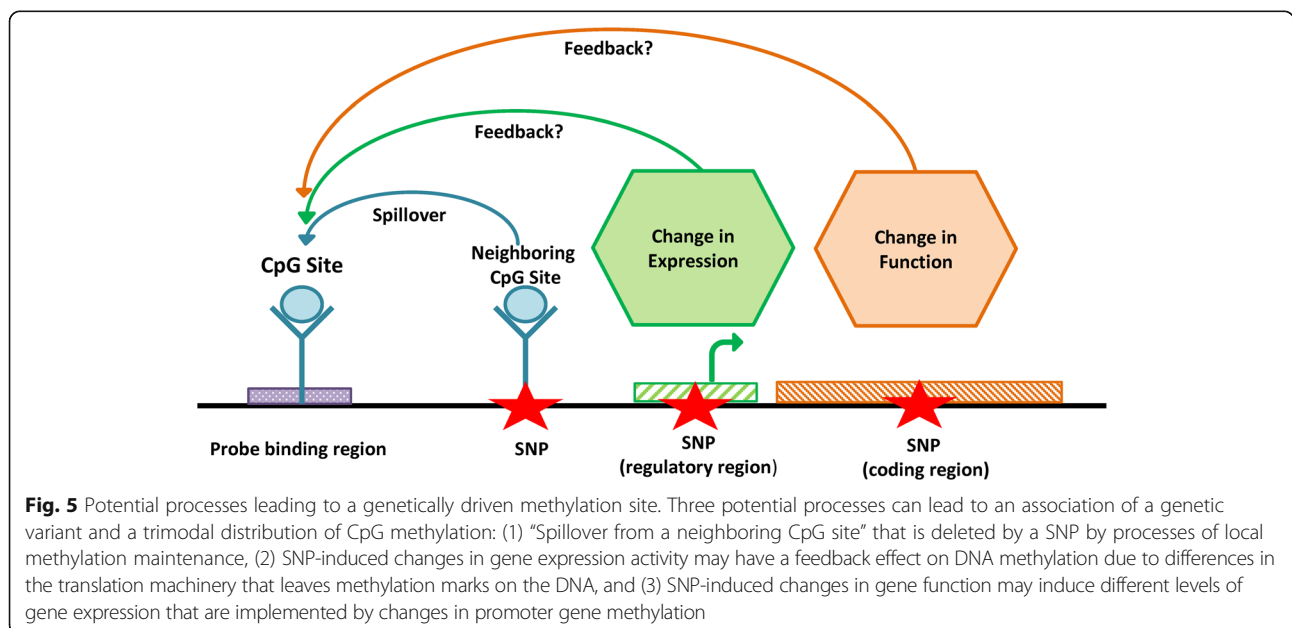 Feedback?
Feedback?
Spillover
CpG Site
Neighboring
CpG Site
Change in
Expression
Change in
Function
Probe binding region
SNP
SNP
(regulatory region)
SNP
(coding region)
Fig. 5 Potential processes leading to a genetically driven methylation site. Three potential processes can lead to an association of a genetic
variant and a trimodal distribution of CpG methylation: (1) “Spillover from a neighboring CpG site” that is deleted by a SNP by processes of local
methylation maintenance, (2) SNP-induced changes in gene expression activity may have a feedback effect on DNA methylation due to differences in
the translation machinery that leaves methylation marks on the DNA, and (3) SNP-induced changes in gene function may induce different levels of
gene expression that are implemented by changes in promoter gene methylation